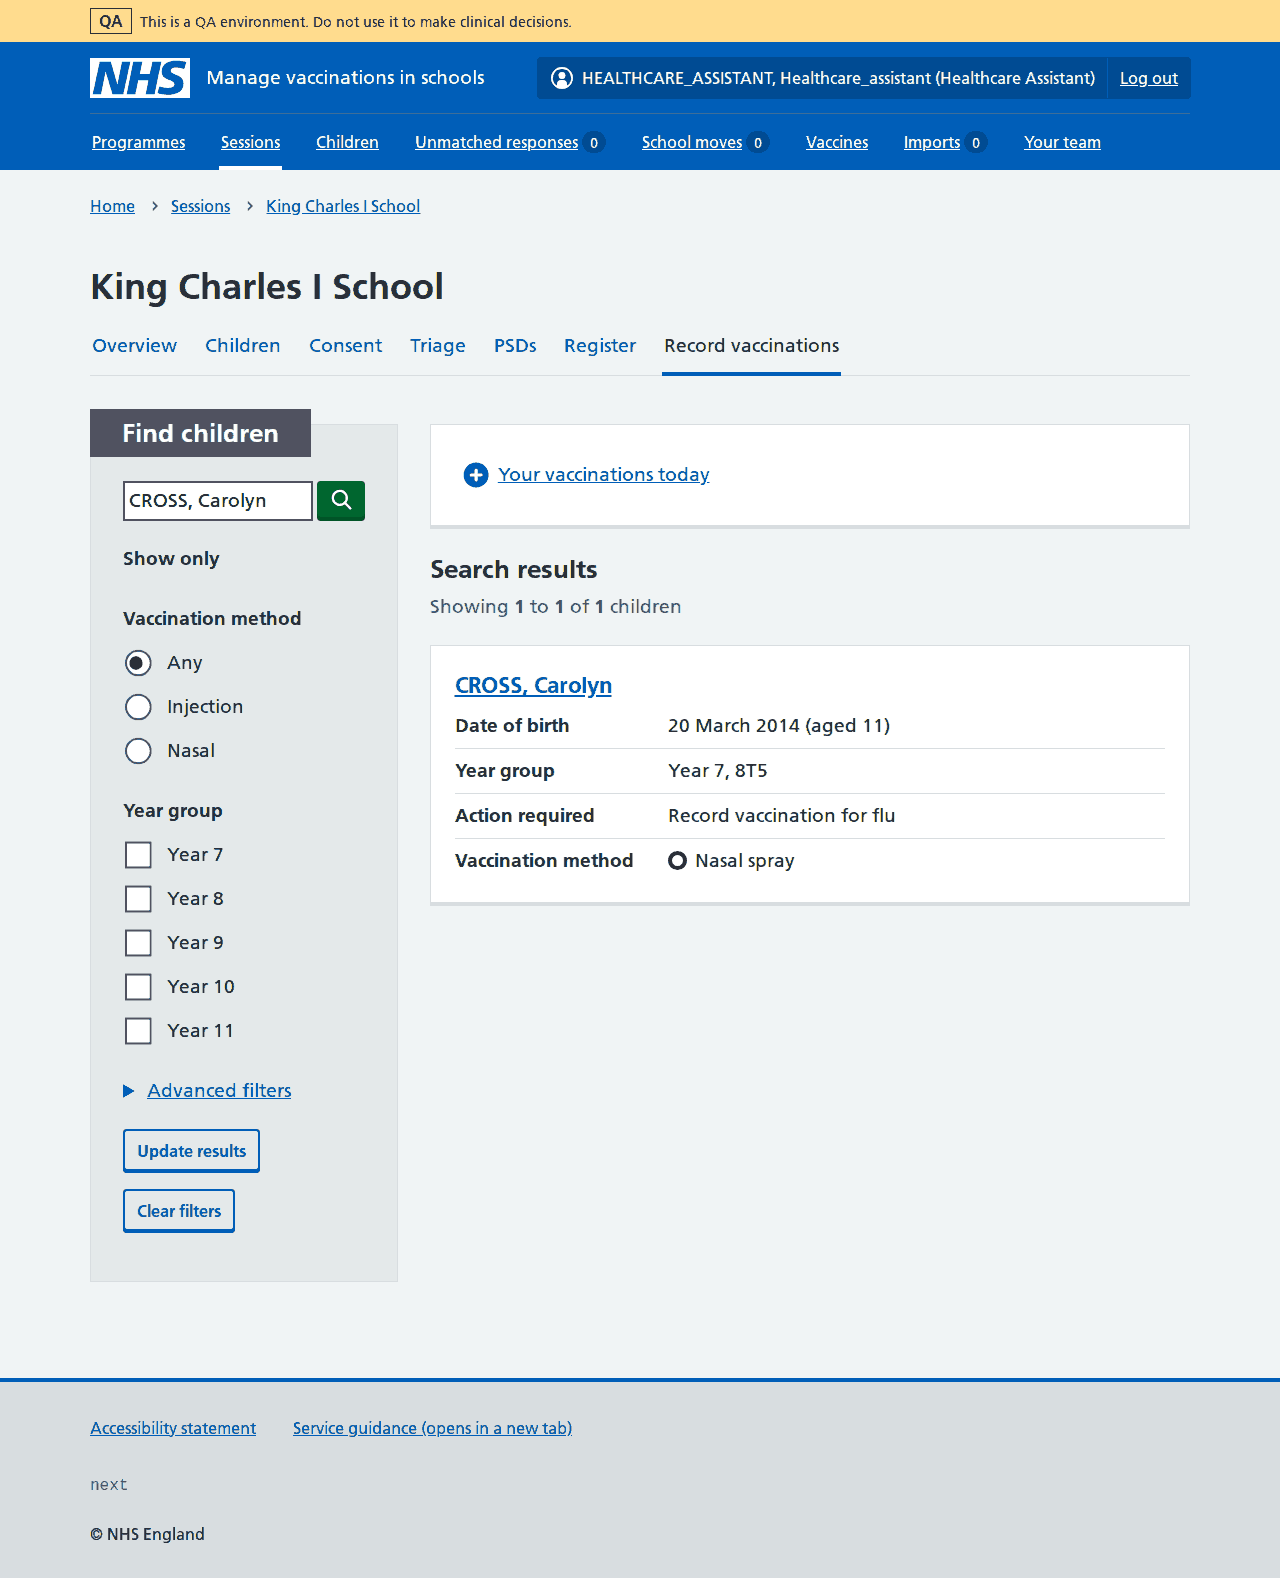 QA This is a QA environment. Do not use it to make clinical decisions.
NHS Manage vaccinations in schools HEALTHCARE_ASSISTANT, Healthcare_assistant (Healthcare Assistant) Log out
Programmes Sessions Children Unmatched responses 0 School moves 0 Vaccines Imports 0 Your team
Home Sessions King Charles I School
King Charles I School
Overview Children Consent Triage PSDs Register Record vaccinations
Find children
CROSS, Carolyn
Show only
Vaccination method
Any
Injection
Nasal
Year group
Year 7
Year 8
Year 9
Year 10
Year 11
Advanced filters
Update results
Clear filters
Your vaccinations today
Search results
Showing 1 to 1 of 1 children
CROSS, Carolyn
Date of birth 20 March 2014 (aged 11)
Year group Year 7, 8T5
Action required Record vaccination for flu
Vaccination method Nasal spray
Accessibility statement Service guidance (opens in a new tab)
next
© NHS England